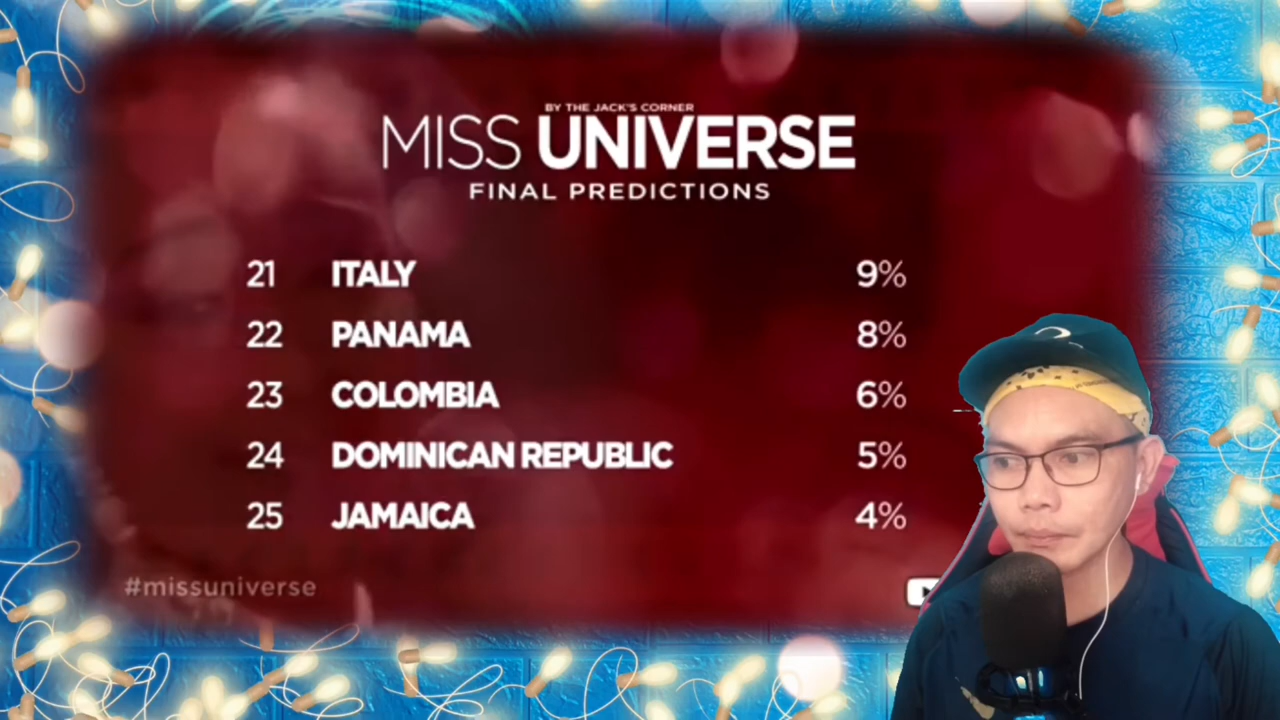 BY THE JACK'S CORNER
MISS UNIVERSE
FINAL PREDICTIONS
21 ITALY 9%
22 PANAMA 8%
23 COLOMBIA 6%
24 DOMINICAN REPUBLIC 5%
25 JAMAICA 4%
#missuniverse